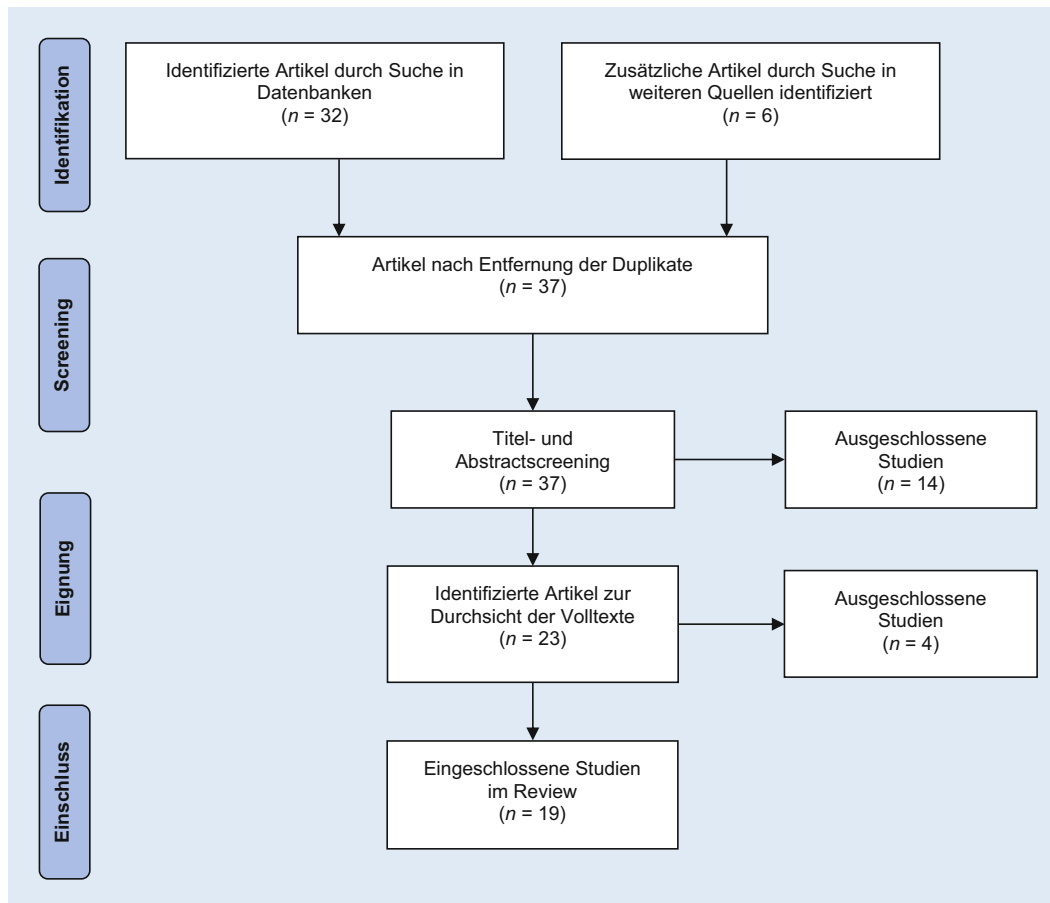 Identifikation
Identifizierte Artikel durch Suche in
Datenbanken
(n = 32)
Zusätzliche Artikel durch Suche in
weiteren Quellen identifiziert
(n = 6)
Screening
Artikel nach Entfernung der Duplikate
(n = 37)
Titel- und
Abstractscreening
(n = 37)
Ausgeschlossene
Studien
(n = 14)
Eignung
Identifizierte Artikel zur
Durchsicht der Volltexte
(n = 23)
Ausgeschlossene
Studien
(n = 4)
Einschluss
Eingeschlossene Studien
im Review
(n = 19)